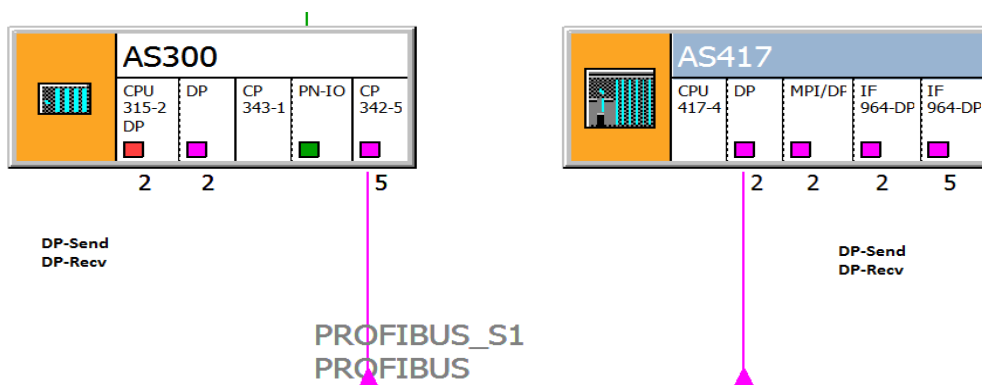 AS300
CPU 315-2 DP
DP
CP 343-1
PN-IO
CP 342-5
2
2
5
AS417
CPU 417-4
DP
MPI/DP
IF 964-DP
IF 964-DP
2
2
2
5
DP-Send
DP-Recv
DP-Send
DP-Recv
PROFIBUS_S1
PROFIBUS